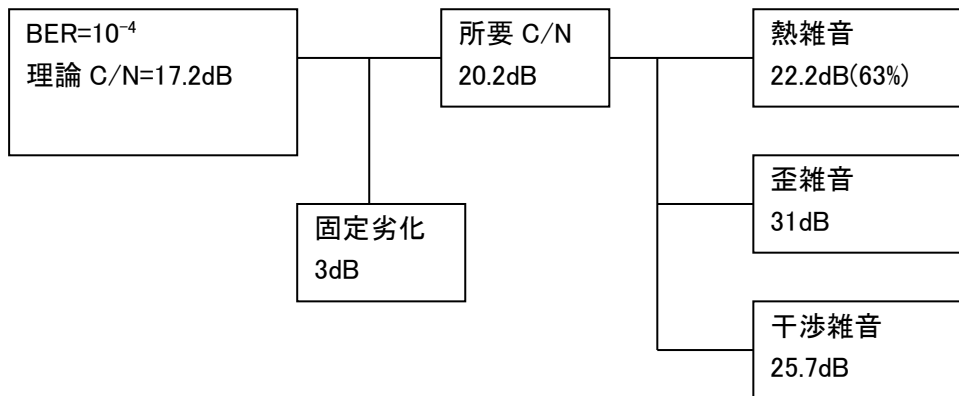 BER=10⁻⁴
理論 C/N=17.2dB
所要 C/N
20.2dB
熱雑音
22.2dB(63%)
固定劣化
3dB
歪雑音
31dB
干渉雑音
25.7dB